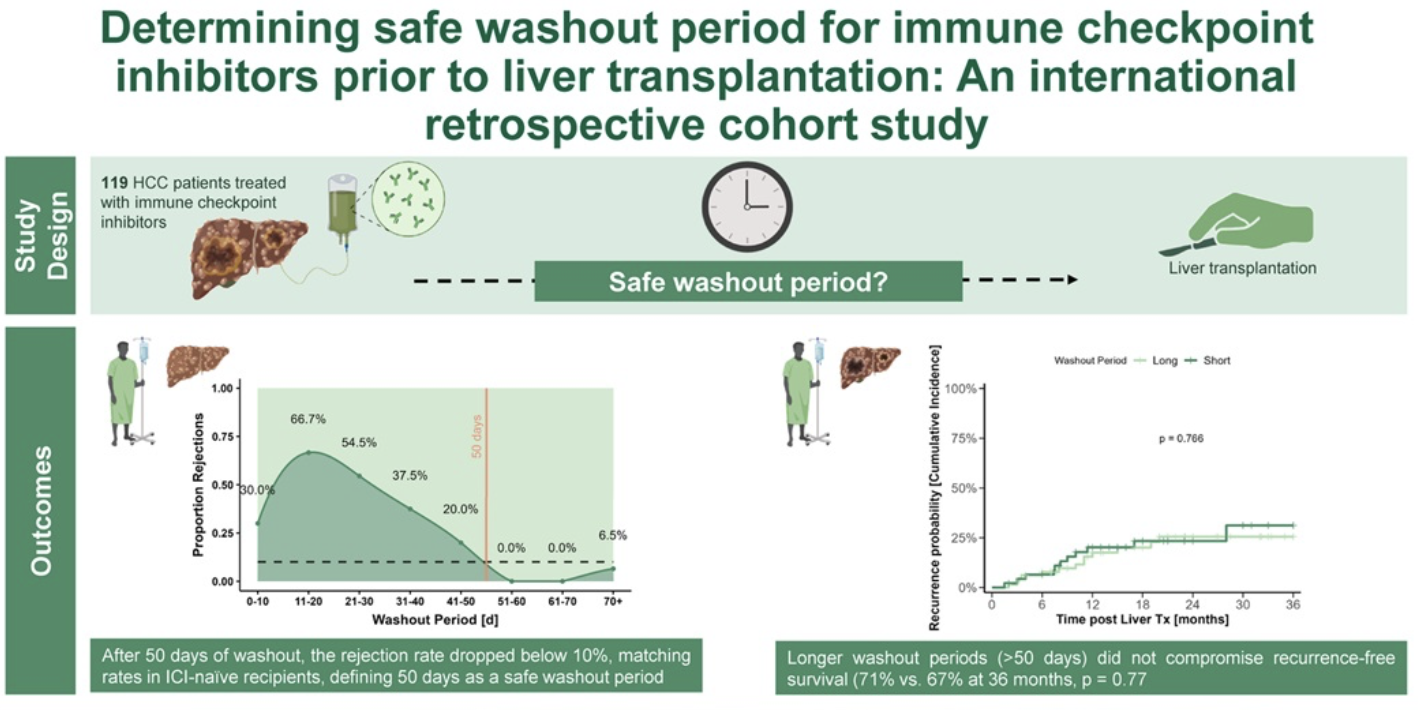 Determining safe washout period for immune checkpoint
inhibitors prior to liver transplantation: An international
retrospective cohort study
Study
Design
119 HCC patients treated
with immune checkpoint
inhibitors
Safe washout period?
Liver transplantation
Outcomes
Proportion Rejections
1.00
0.75
0.50
0.25
0.00
30.0%
66.7%
54.5%
37.5%
20.0%
50 days
0.0%
0.0%
6.5%
0-10
11-20
21-30
31-40
41-50
51-60
61-70
70+
Washout Period [d]
After 50 days of washout, the rejection rate dropped below 10%, matching
rates in ICI-naïve recipients, defining 50 days as a safe washout period
Recurrence probability [Cumulative Incidence]
Washout Period Long Short
100%
75%
50%
25%
0%
p = 0.766
0
6
12
18
24
30
36
Time post Liver Tx [months]
Longer washout periods (>50 days) did not compromise recurrence-free
survival (71% vs. 67% at 36 months, p = 0.77